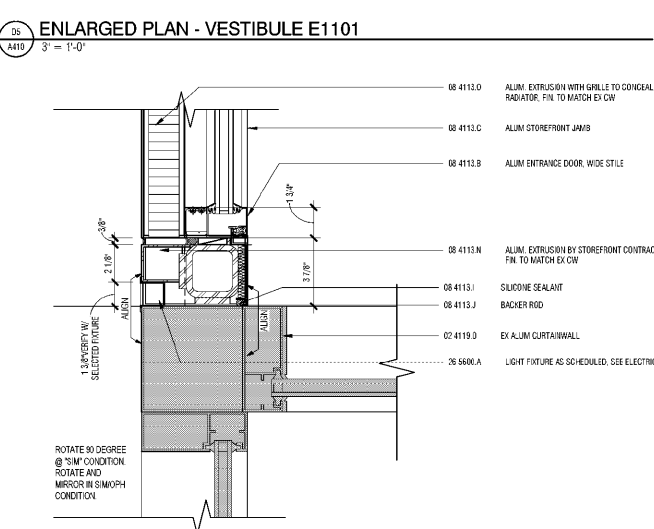 D5
A410
ENLARGED PLAN - VESTIBULE E1101
3" = 1'-0"
08 4113.O ALUM. EXTRUSION WITH GRILLE TO CONCEAL
RADIATOR, FIN. TO MATCH EX CW
08 4113.C ALUM STOREFRONT JAMB
08 4113.B ALUM ENTRANCE DOOR, WIDE STILE
1 3/4"
3/8"
2 1/8"
3 7/8"
08 4113.N ALUM. EXTRUSION BY STOREFRONT CONTRAC
FIN. TO MATCH EX CW
08 4113.I SILICONE SEALANT
08 4113.J BACKER ROD
ALIGN
ALIGN
1 3/8" VERIFY W/
SELECTED FIXTURE
02 4119.O EX ALUM CURTAINWALL
26 5600.A LIGHT FIXTURE AS SCHEDULED, SEE ELECTRI
ROTATE 90 DEGREE
@ "SIM" CONDITION.
ROTATE AND
MIRROR IN SIM/OPH
CONDITION.